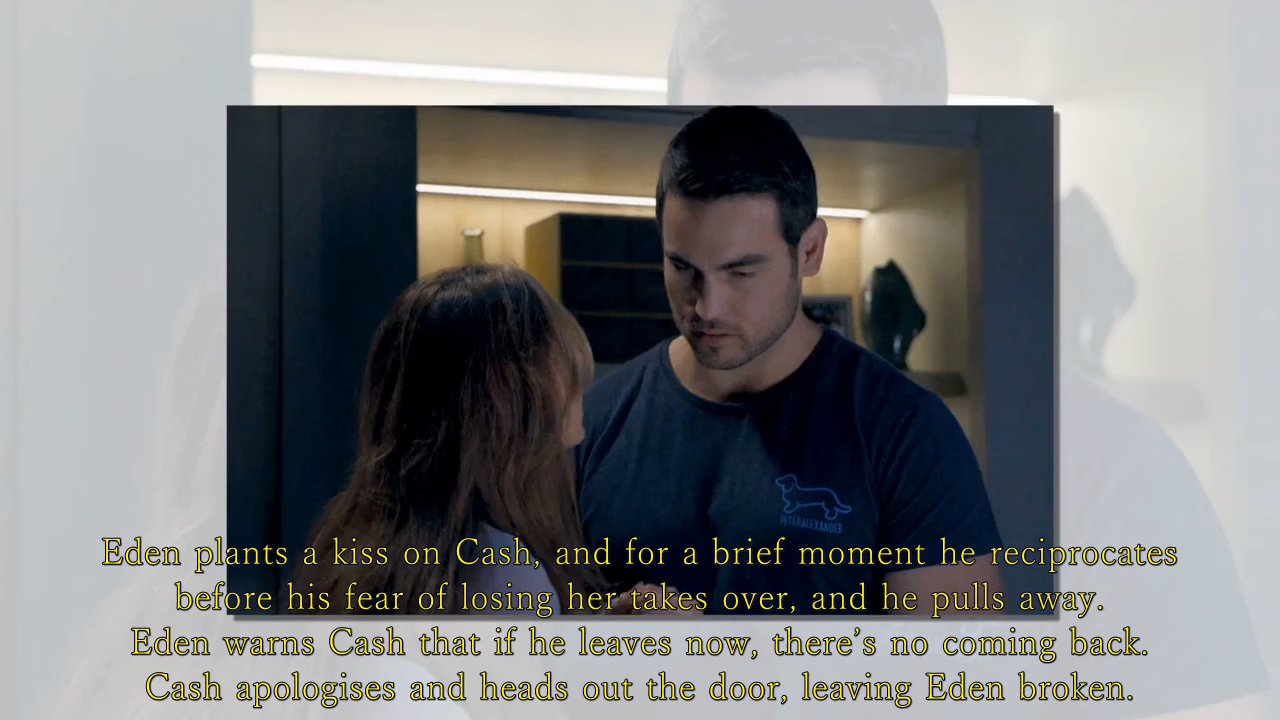 PETERALEXANDER
Eden plants a kiss on Cash, and for a brief moment he reciprocates
before his fear of losing her takes over, and he pulls away.
Eden warns Cash that if he leaves now, there’s no coming back.
Cash apologises and heads out the door, leaving Eden broken.